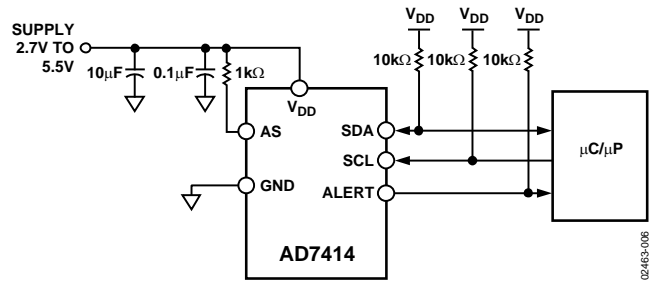 SUPPLY
2.7V TO
5.5V
10μF
0.1μF
1kΩ
VDD
AS
GND
SDA
SCL
ALERT
AD7414
VDD VDD VDD
10kΩ 10kΩ 10kΩ
μC/μP
02463-006